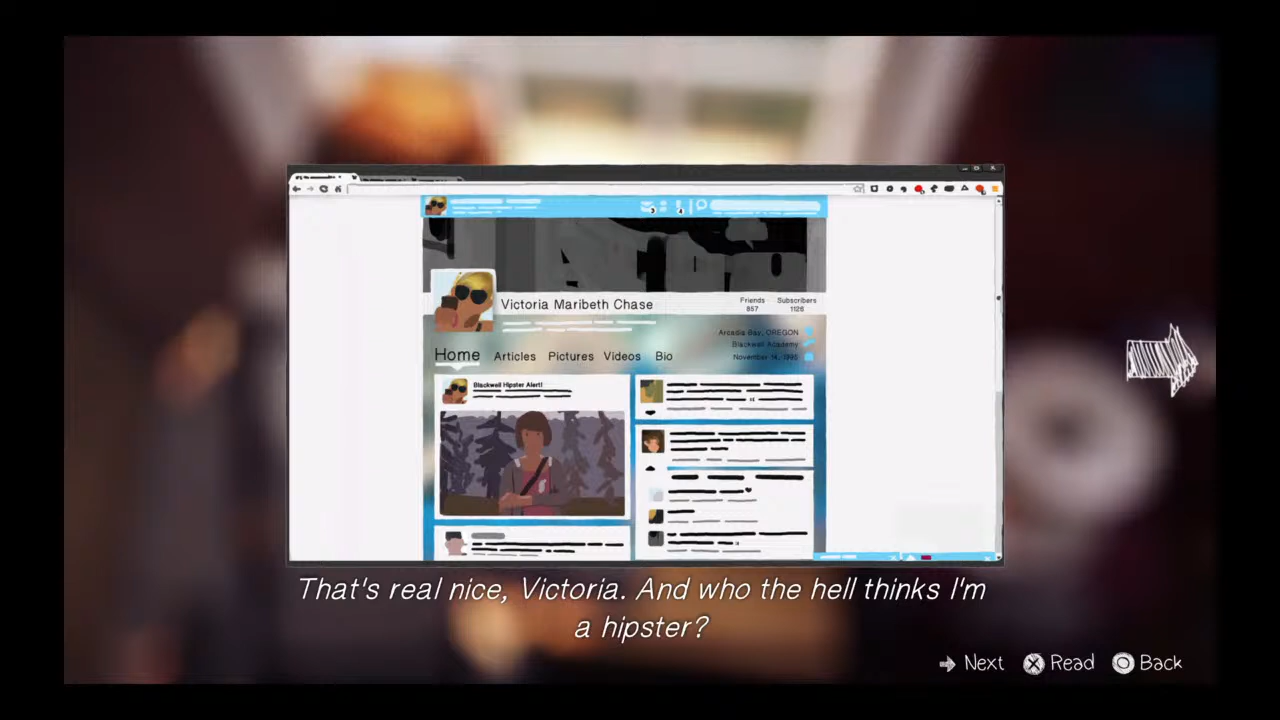 Victoria Maribeth Chase
Friends
857
Subscribers
1126
Arcadia Bay, OREGON
Blackwell Academy
November 14, 1995
Home Articles Pictures Videos Bio
Blackwell Hipster Alert!
That's real nice, Victoria. And who the hell thinks I'm
a hipster?
Next Read Back